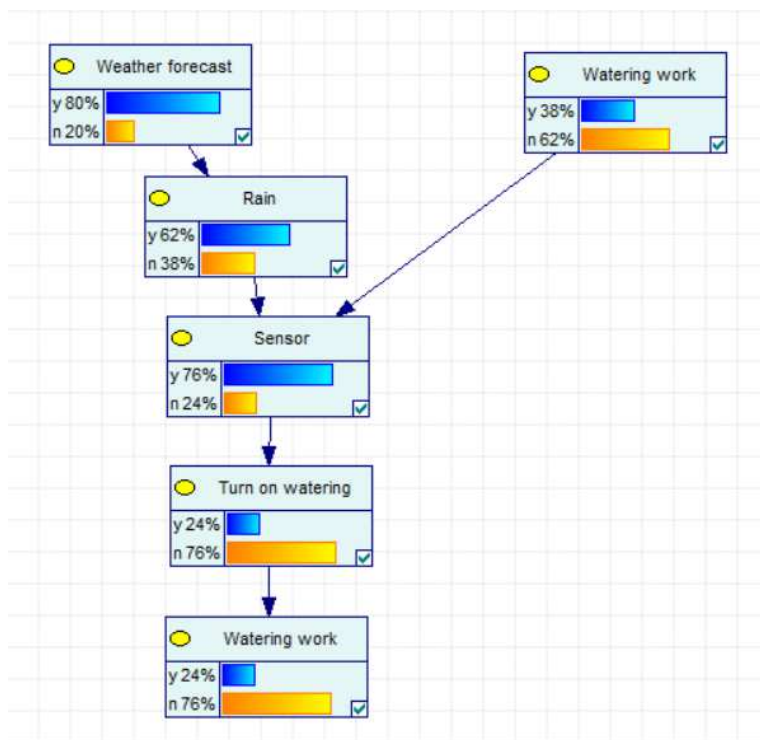 Weather forecast
y 80%
n 20%
Watering work
y 38%
n 62%
Rain
y 62%
n 38%
Sensor
y 76%
n 24%
Turn on watering
y 24%
n 76%
Watering work
y 24%
n 76%